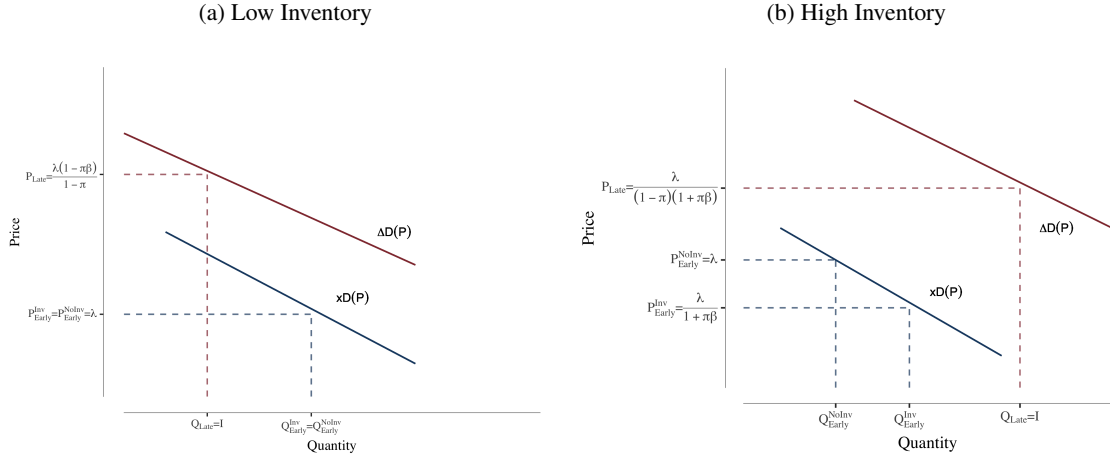 (a) Low Inventory
Price
P_Late=λ(1 − πβ)/(1 − π)
P^Inv_Early=P^NoInv_Early=λ
ΔD(P)
xD(P)
Q_Late=I
Q^Inv_Early=Q^NoInv_Early
Quantity
(b) High Inventory
Price
P_Late=λ/((1 − π)(1 + πβ))
P^NoInv_Early=λ
P^Inv_Early=λ/(1 + πβ)
ΔD(P)
xD(P)
Q^NoInv_Early
Q^Inv_Early
Q_Late=I
Quantity